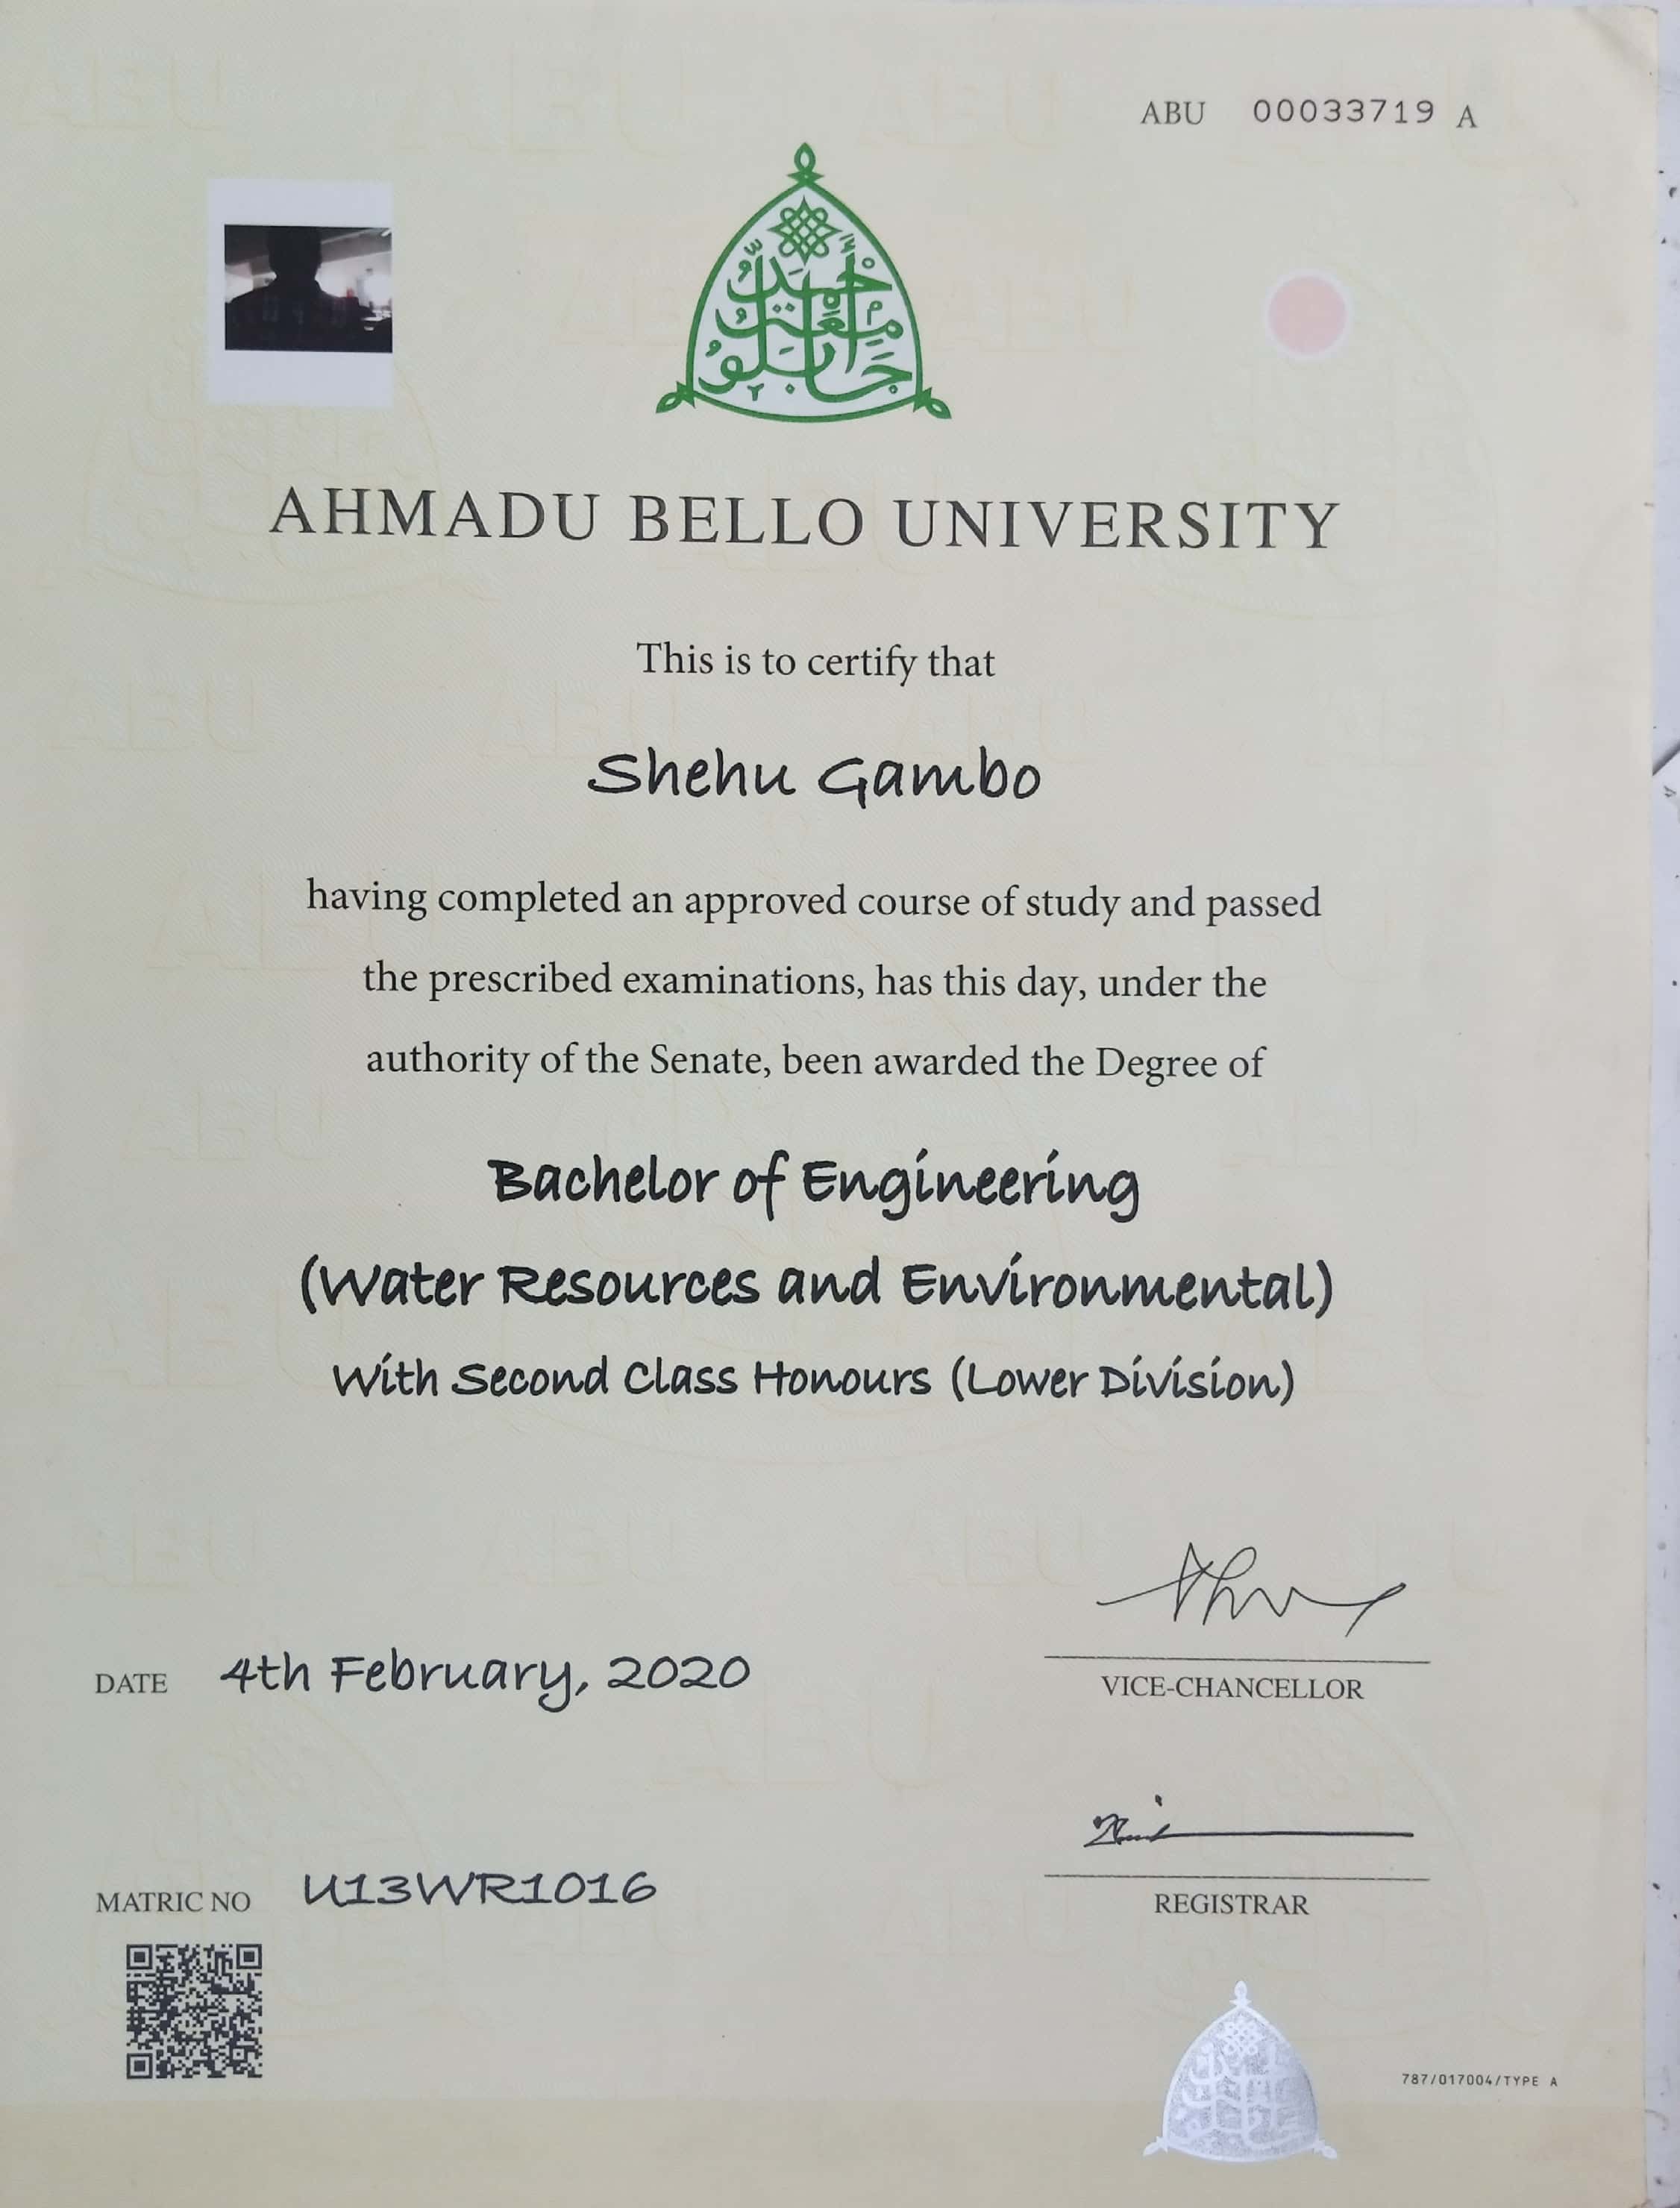 ABU 00033719 A
جَامِعَة أَحْمَدُ بَلُّو
AHMADU BELLO UNIVERSITY
This is to certify that
Shehu Gambo
having completed an approved course of study and passed
the prescribed examinations, has this day, under the
authority of the Senate, been awarded the Degree of
Bachelor of Engineering
(Water Resources and Environmental)
With Second Class Honours (Lower Division)
DATE 4th February, 2020
VICE-CHANCELLOR
MATRIC NO U13WR1016
REGISTRAR
787/017004/TYPE A